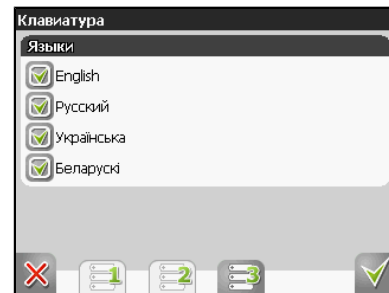 Клавиатура
Языки
English
Русский
Українська
Беларускі
1 2 3